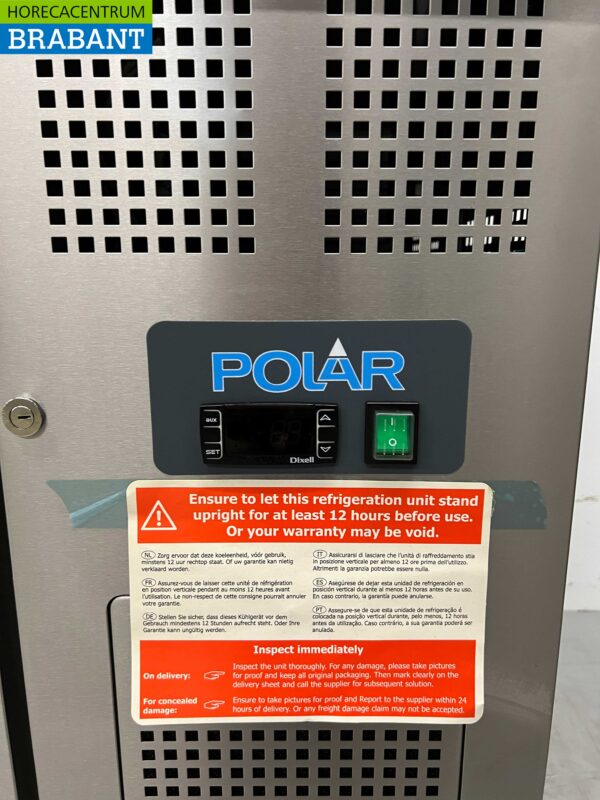 HORECACENTRUM
BRABANT
POLAR
aux
SET
Dixell
I
O
Ensure to let this refrigeration unit stand
upright for at least 12 hours before use.
Or your warranty may be void.
NL Zorg ervoor dat deze koeleenheid, vóór gebruik,
minstens 12 uur rechtop staat. Of uw garantie kan nietig
verklaard worden.
FR Assurez-vous de laisser cette unité de réfrigération
en position verticale pendant au moins 12 heures avant
l'utilisation. Le non-respect de cette consigne pourrait annuler
votre garantie.
DE Stellen Sie sicher, dass dieses Kühlgerät vor dem
Gebrauch mindestens 12 Stunden aufrecht steht. Oder Ihre
Garantie kann ungültig werden.
IT Assicurarsi di lasciare che l'unità di raffreddamento stia
in posizione verticale per almeno 12 ore prima dell'utilizzo.
Altrimenti la garanzia potrebbe essere nulla.
ES Asegúrese de dejar esta unidad de refrigeración en
posición vertical durante al menos 12 horas antes de su uso.
En caso contrario, la garantía puede anularse.
PT Assegure-se de que esta unidade de refrigeração é
colocada na posição vertical durante, pelo menos, 12 horas
antes da utilização. Caso contrário, a sua garantia poderá ser
anulada.
Inspect immediately
On delivery:
Inspect the unit thoroughly. For any damage, please take pictures
for proof and keep all original packaging. Then mark clearly on the
delivery sheet and call the supplier for subsequent solution.
For concealed
damage:
Ensure to take pictures for proof and Report to the supplier within 24
hours of delivery. Or any freight damage claim may not be accepted.